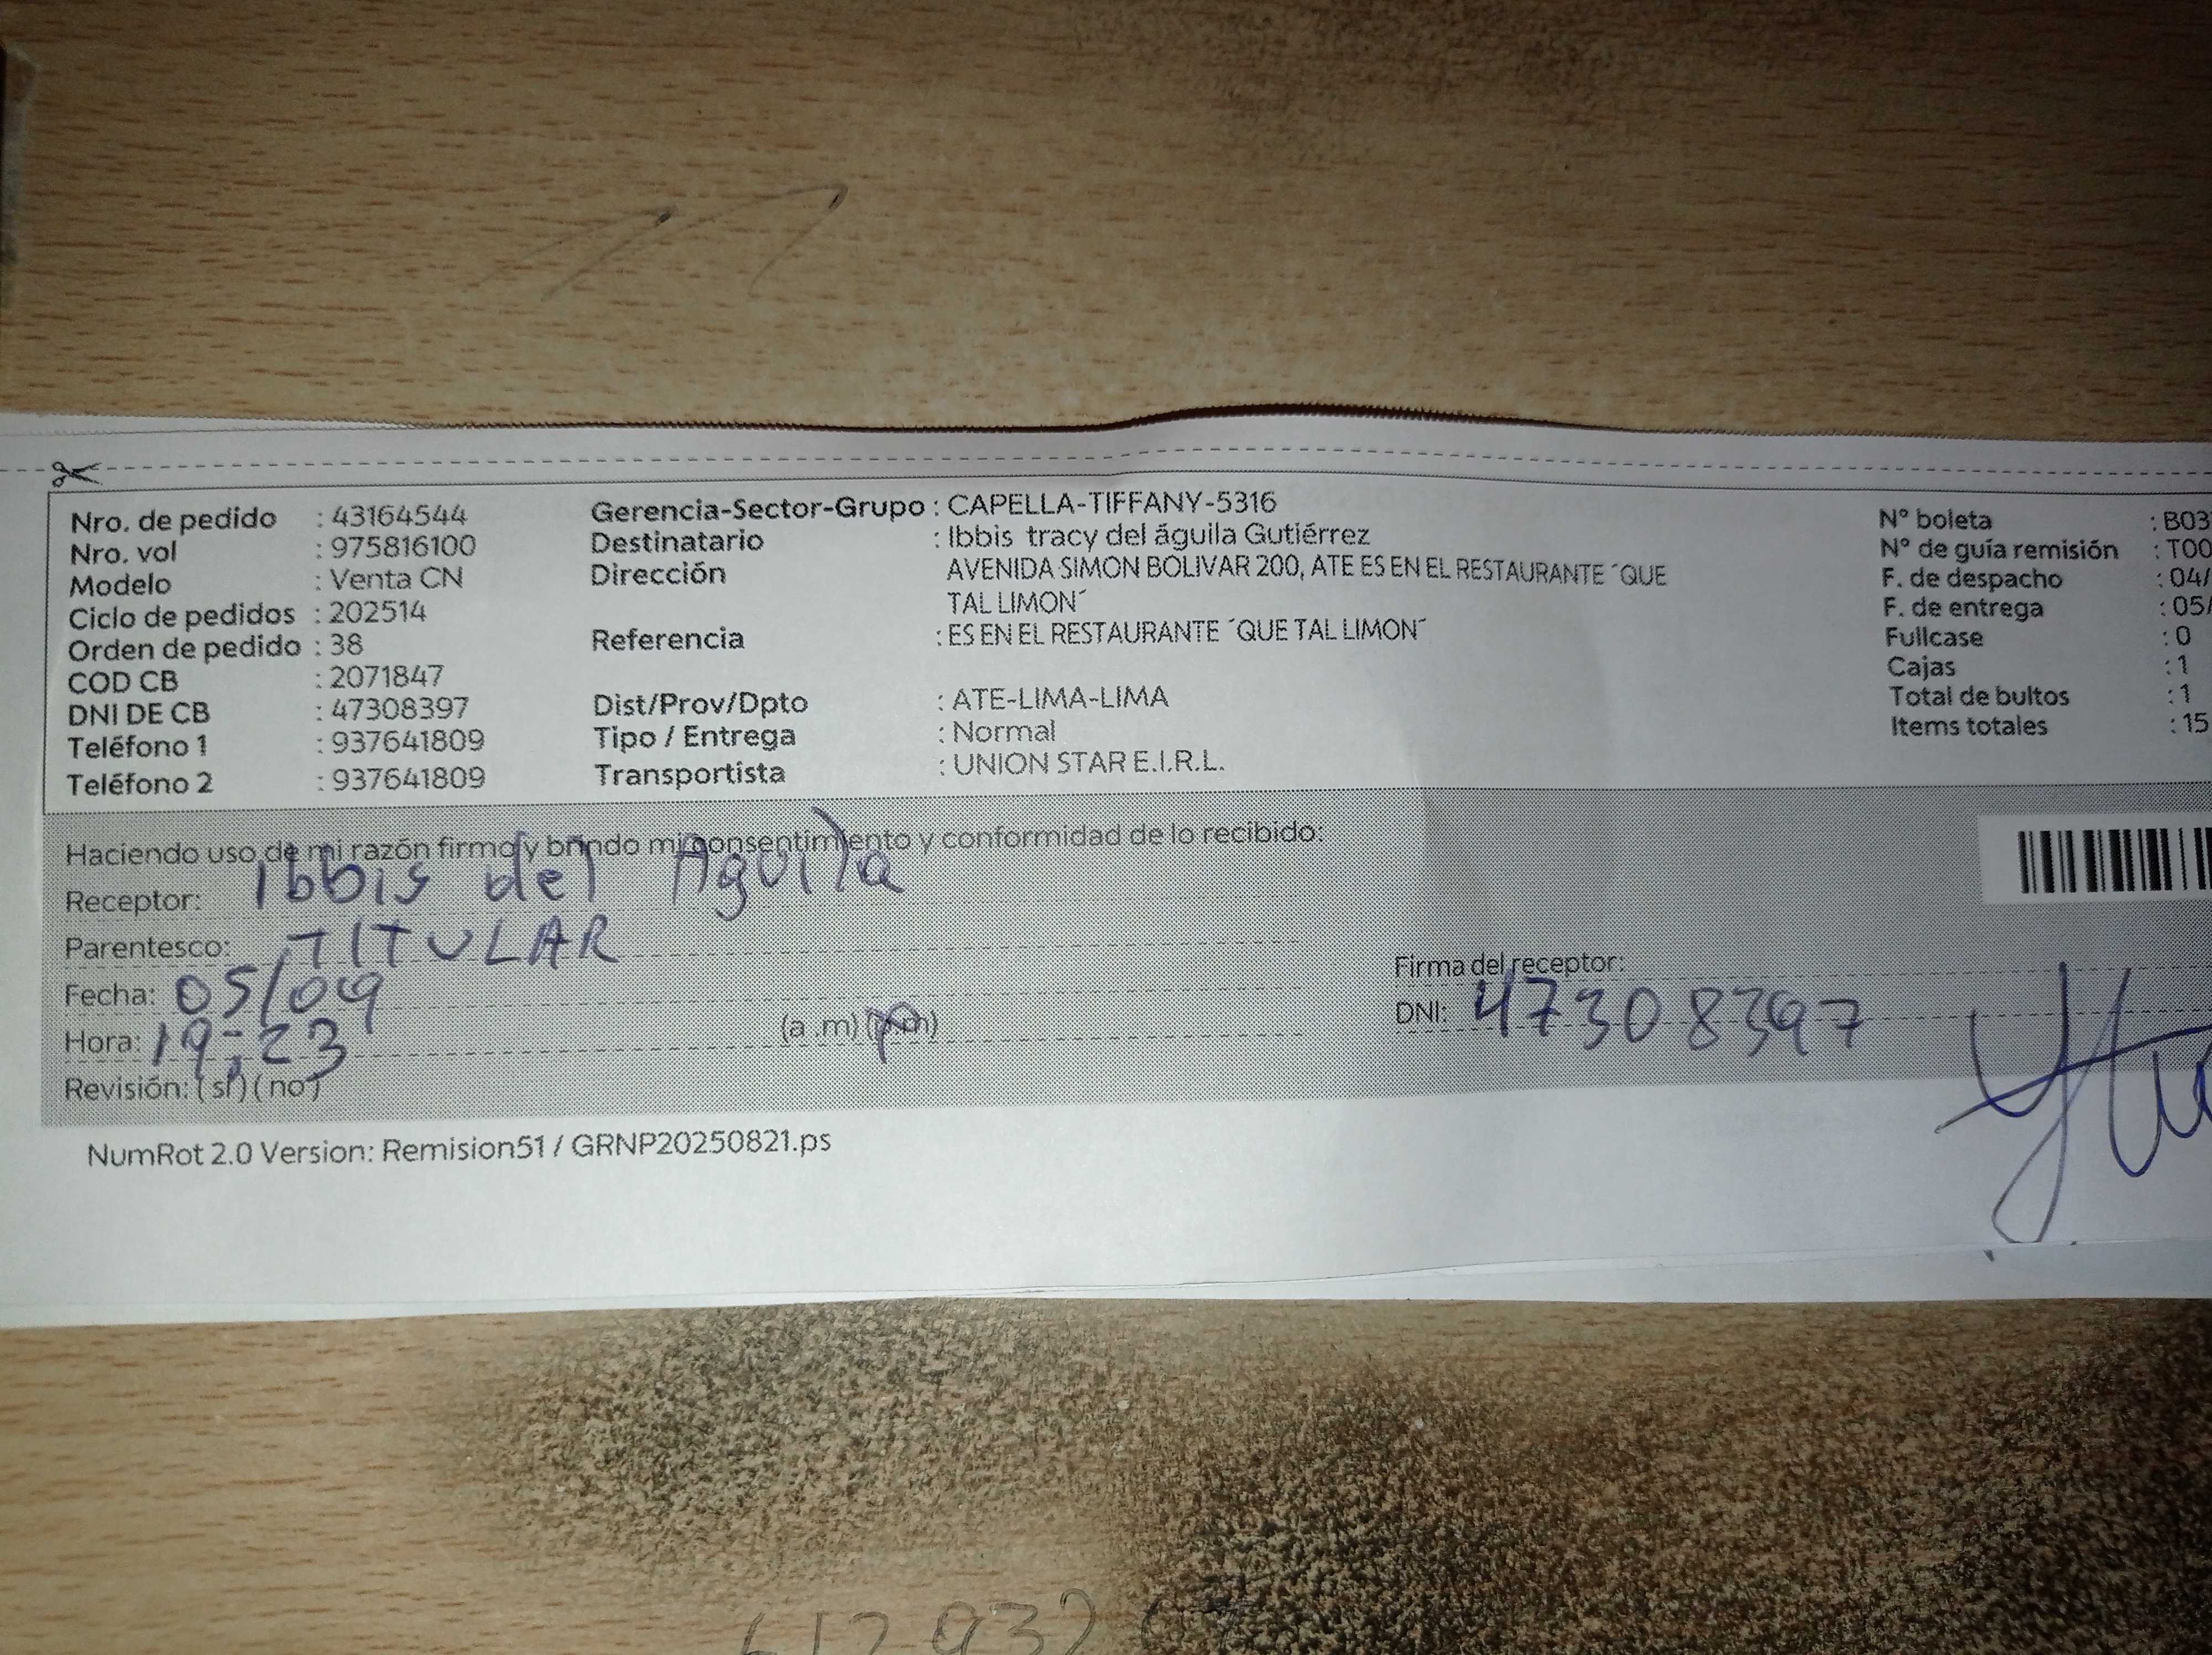 Nro. de pedido : 43164544
Nro. vol : 975816100
Modelo : Venta CN
Ciclo de pedidos : 202514
Orden de pedido : 38
COD CB : 2071847
DNI DE CB : 47308397
Teléfono 1 : 937641809
Teléfono 2 : 937641809
Gerencia-Sector-Grupo : CAPELLA-TIFFANY-5316
Destinatario : Ibbis tracy del águila Gutiérrez
Dirección AVENIDA SIMON BOLIVAR 200, ATE ES EN EL RESTAURANTE ´QUE
TAL LIMON´
Referencia : ES EN EL RESTAURANTE ´QUE TAL LIMON´
Dist/Prov/Dpto : ATE-LIMA-LIMA
Tipo / Entrega : Normal
Transportista : UNION STAR E.I.R.L.
N° boleta : B03
N° de guía remisión : T00
F. de despacho : 04/
F. de entrega : 05/
Fullcase : 0
Cajas : 1
Total de bultos : 1
Items totales : 15
Haciendo uso de mi razón firmo y brindo mi consentimiento y conformidad de lo recibido:
Receptor: Ibbis del Aguila
Parentesco: TITULAR
Fecha: 05/09
Hora: 19:23 (a .m) (p.m)
Revisión: ( si ) ( no )
Firma del receptor:
DNI: 47308397
NumRot 2.0 Version: Remision51 / GRNP20250821.ps